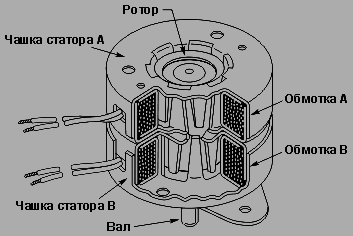 Ротор
Чашка статора А
Обмотка А
Обмотка В
Чашка статора В
Вал